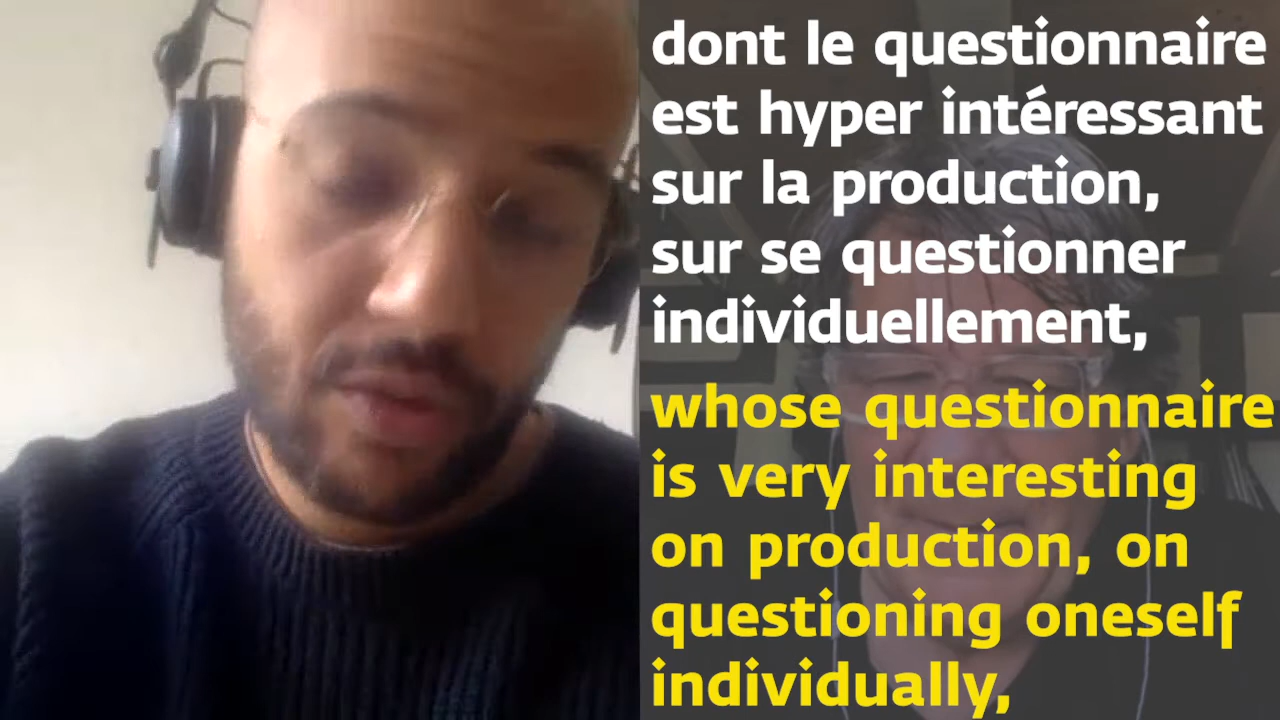 dont le questionnaire
est hyper intéressant
sur la production,
sur se questionner
individuellement,
whose questionnaire
is very interesting
on production, on
questioning oneself
individually,